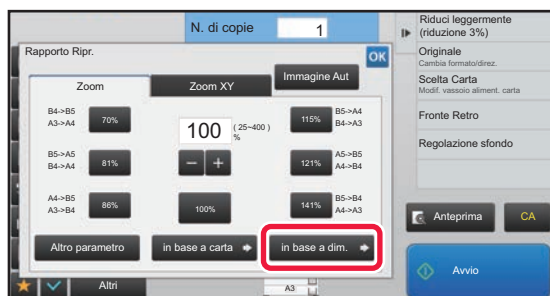 N. di copie
1
Rapporto Ripr.
OK
Zoom
Zoom XY
Immagine Aut
B4->B5
A3->A4
70%
100
( 25~400 )
%
115%
B5->A4
B4->A3
B5->A5
B4->A4
81%
121%
A5->B5
B4->A4
A4->B5
A3->B4
86%
100%
141%
B5->B4
A4->A3
Altro parametro
in base a carta
in base a dim.
Altri
A3
Riduci leggermente
(riduzione 3%)
Originale
Cambia formato/direz.
Scelta Carta
Modif. vassoio aliment. carta
Fronte Retro
Regolazione sfondo
Anteprima
CA
Avvio